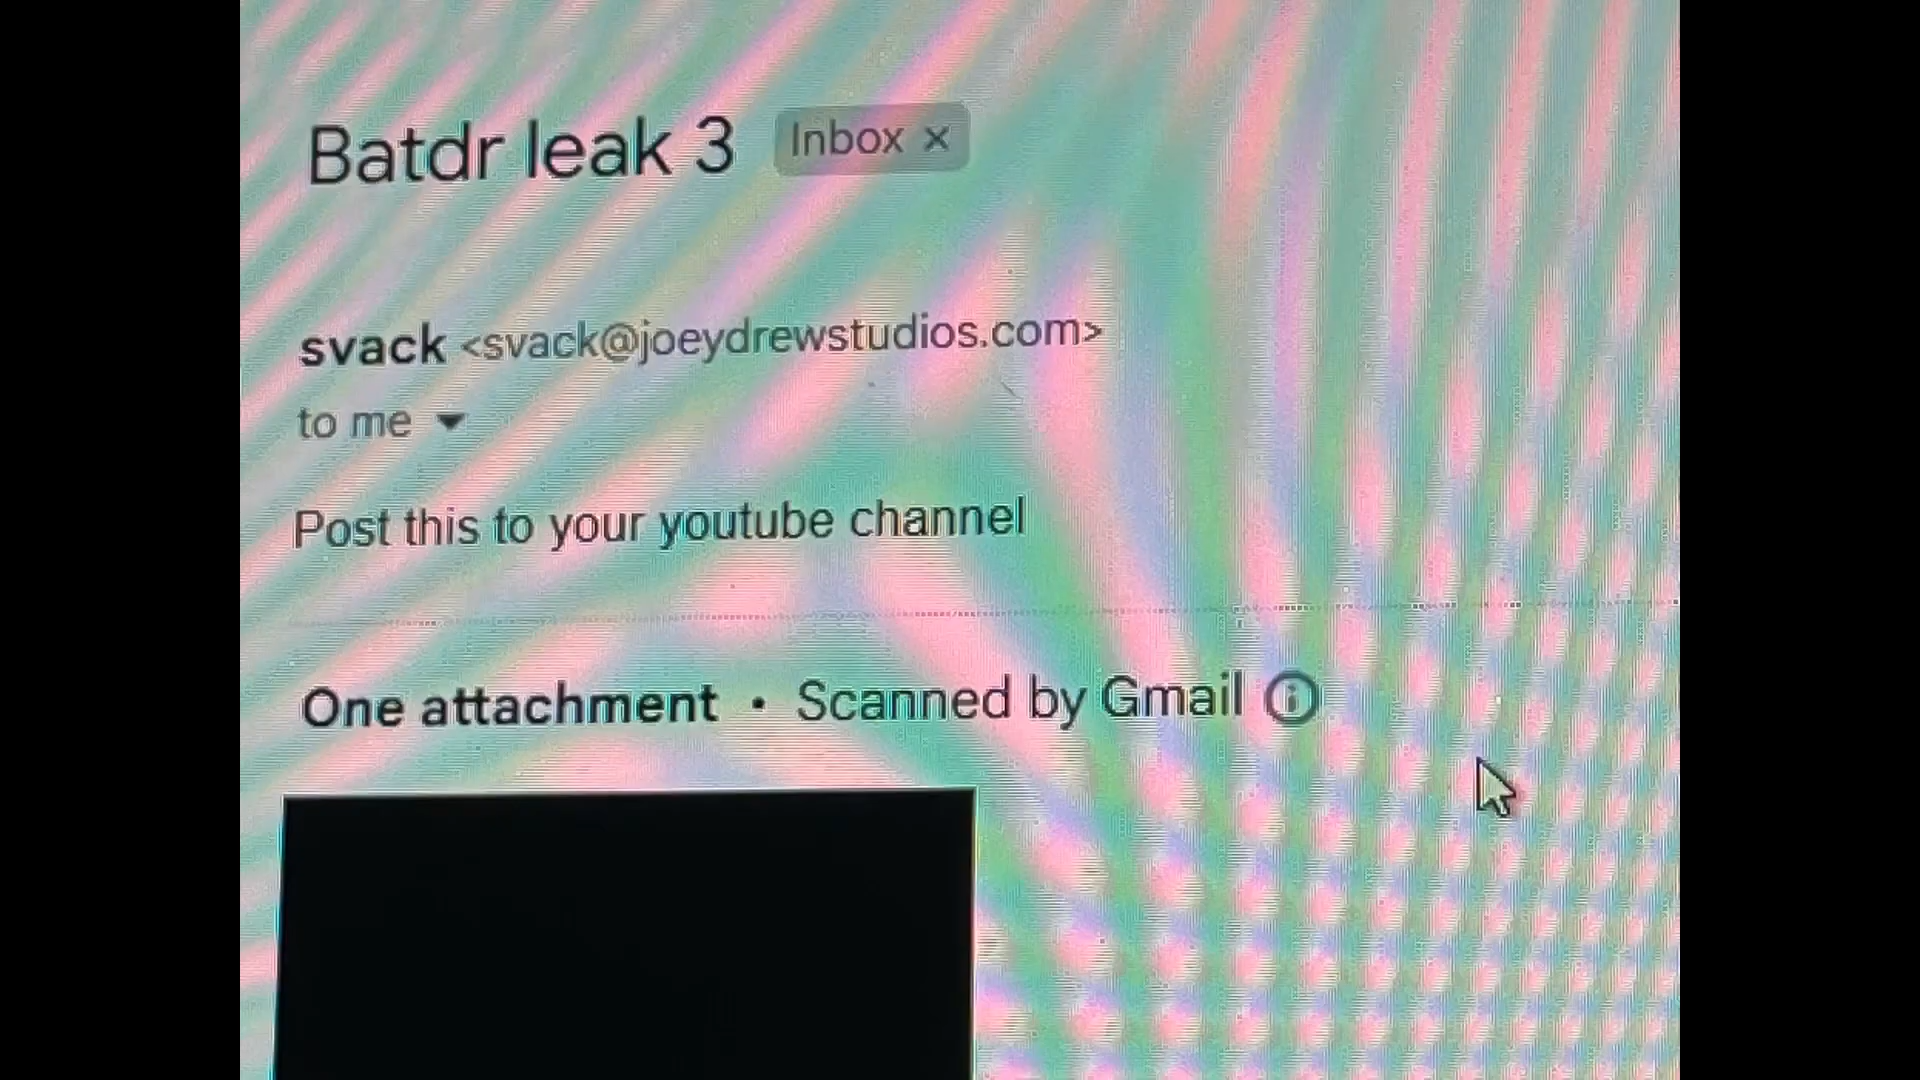 Batdr leak 3 Inbox ×
svack <svack@joeydrewstudios.com>
to me
Post this to your youtube channel
One attachment • Scanned by Gmail